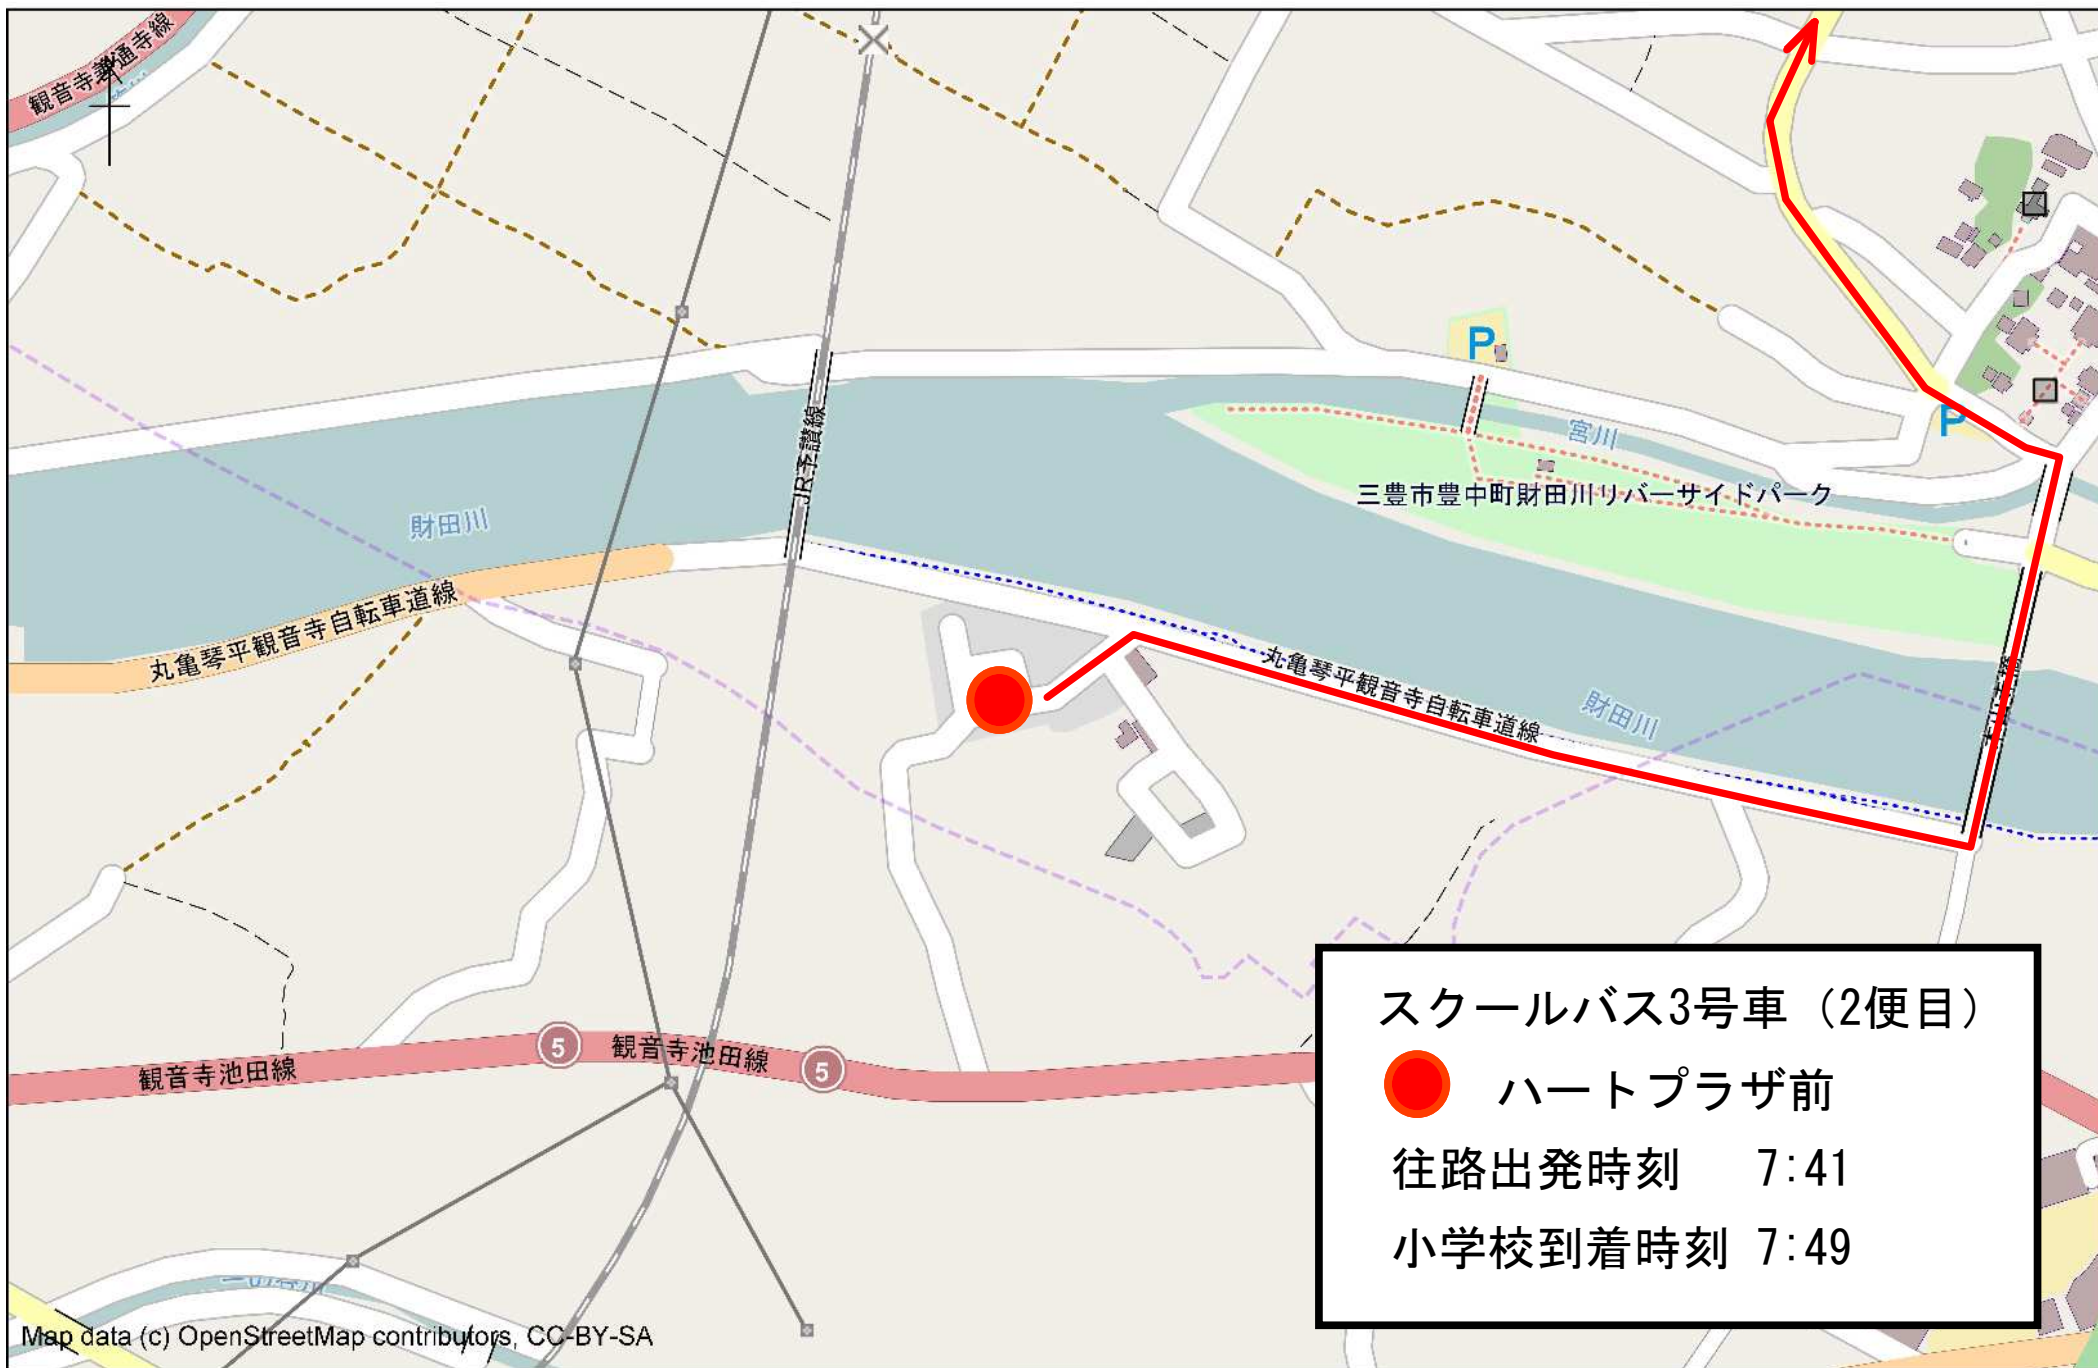 観音寺善通寺線
JR予讃線
P
宮川
P
三豊市豊中町財田川リバーサイドパーク
財田川
丸亀琴平観音寺自転車道線
丸亀琴平観音寺自転車道線
財田川
5
観音寺池田線
5
観音寺池田線
スクールバス3号車（2便目）
ハートプラザ前
往路出発時刻 7:41
小学校到着時刻 7:49
Map data (c) OpenStreetMap contributors, CC-BY-SA